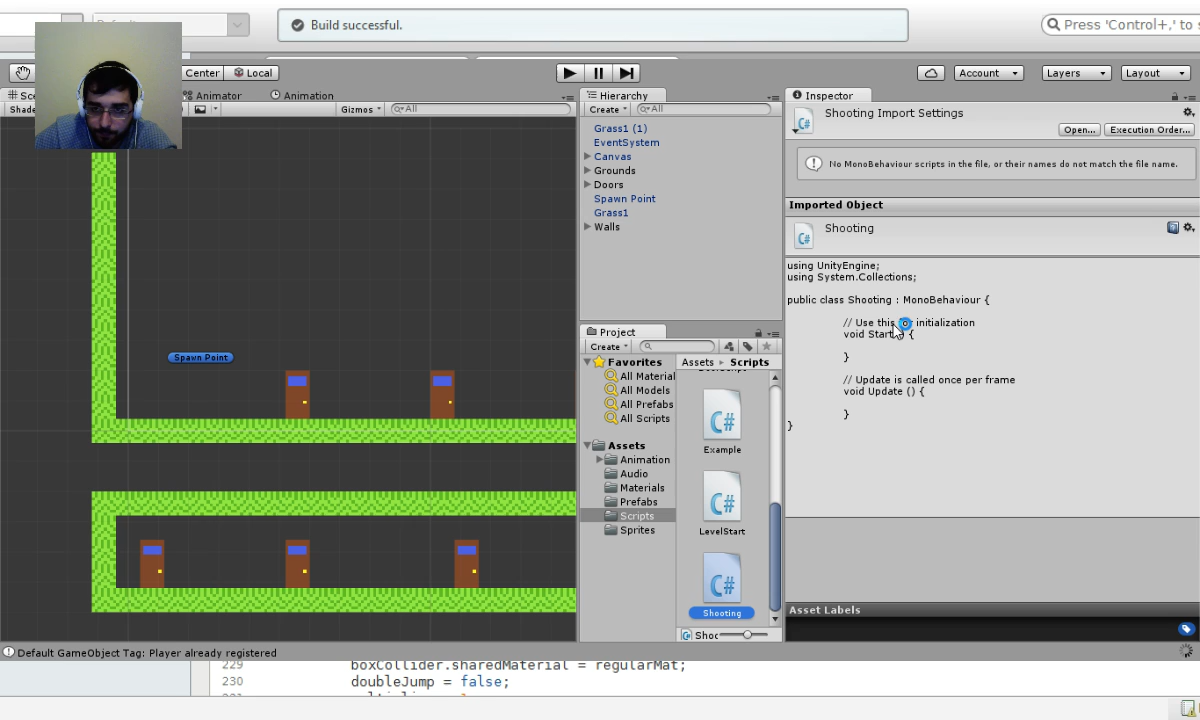 Build successful.
Press 'Control+,' to s
Center
Local
Account
Layers
Layout
Animator
Animation
Hierarchy
Inspector
Gizmos
All
Create
All
Shooting Import Settings
Open...
Execution Order...
Grass1 (1)
EventSystem
Canvas
Grounds
Doors
Spawn Point
Grass1
Walls
No MonoBehaviour scripts in the file, or their names do not match the file name.
Imported Object
Shooting
using UnityEngine;
using System.Collections;
public class Shooting : MonoBehaviour {
// Use this for initialization
void Start () {
}
// Update is called once per frame
void Update () {
}
}
Spawn Point
Project
Create
Favorites
All Material
All Models
All Prefabs
All Scripts
Assets
Animation
Audio
Materials
Prefabs
Scripts
Sprites
Assets
Scripts
Example
LevelStart
Shooting
Shoo
Asset Labels
Default GameObject Tag: Player already registered
229 boxCollider.sharedMaterial = regularMat;
230 doubleJump = false;